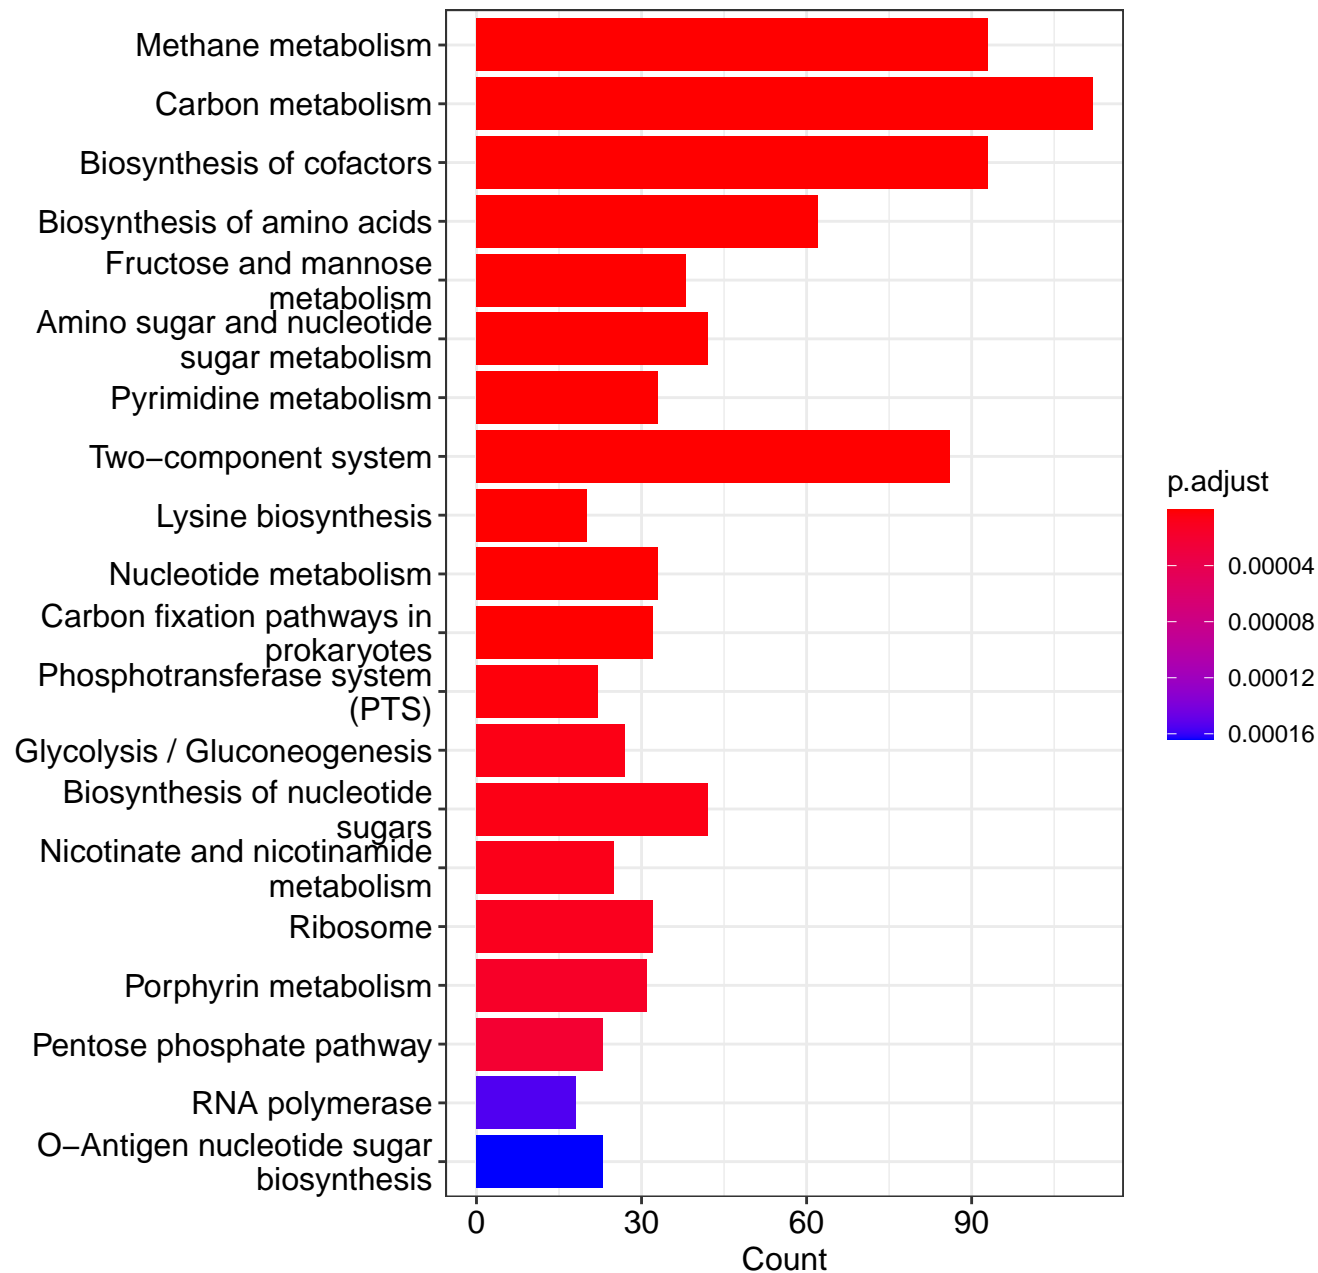 Methane metabolism
Carbon metabolism
Biosynthesis of cofactors
Biosynthesis of amino acids
Fructose and mannose
metabolism
Amino sugar and nucleotide
sugar metabolism
Pyrimidine metabolism
Two−component system
Lysine biosynthesis
Nucleotide metabolism
Carbon fixation pathways in
prokaryotes
Phosphotransferase system
(PTS)
Glycolysis / Gluconeogenesis
Biosynthesis of nucleotide
sugars
Nicotinate and nicotinamide
metabolism
Ribosome
Porphyrin metabolism
Pentose phosphate pathway
RNA polymerase
O−Antigen nucleotide sugar
biosynthesis
0 30 60 90
Count
p.adjust
0.00004
0.00008
0.00012
0.00016